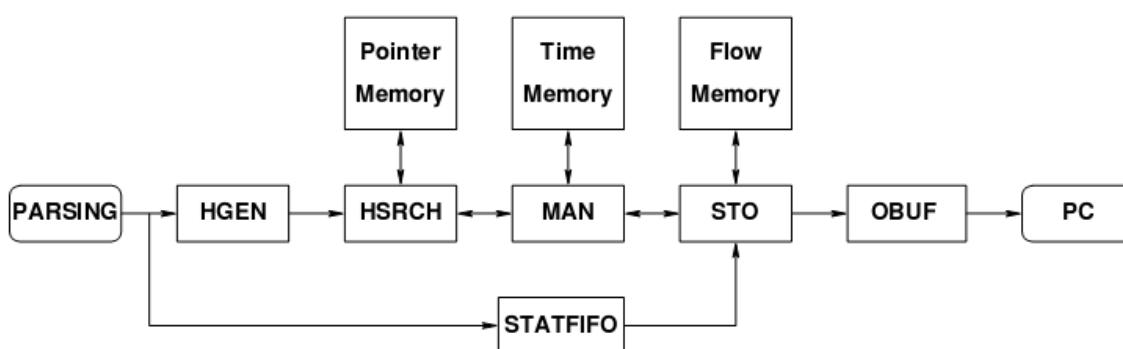 Pointer
Memory
Time
Memory
Flow
Memory
PARSING
HGEN
HSRCH
MAN
STO
OBUF
PC
STATFIFO